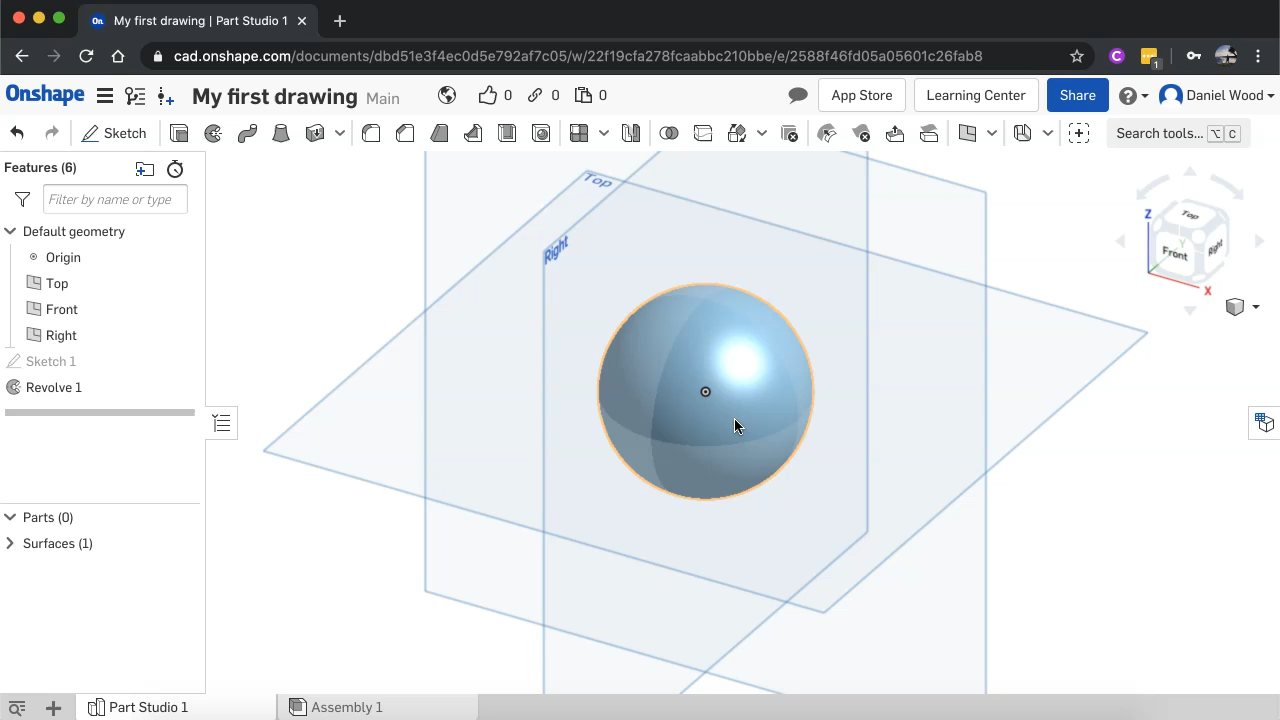 On My first drawing | Part Studio 1
cad.onshape.com/documents/dbd51e3f4ec0d5e792af7c05/w/22f19cfa278fcaabbc210bbe/e/2588f46fd05a05601c26fab8
C 1
Onshape My first drawing Main 0 0 0 App Store Learning Center Share Daniel Wood
Sketch Search tools... ⌥ C
Features (6)
Filter by name or type
Default geometry
Origin
Top
Front
Right
Sketch 1
Revolve 1
Parts (0)
Surfaces (1)
Top
Right
Z
Top
Y
Front
Right
X
Part Studio 1 Assembly 1